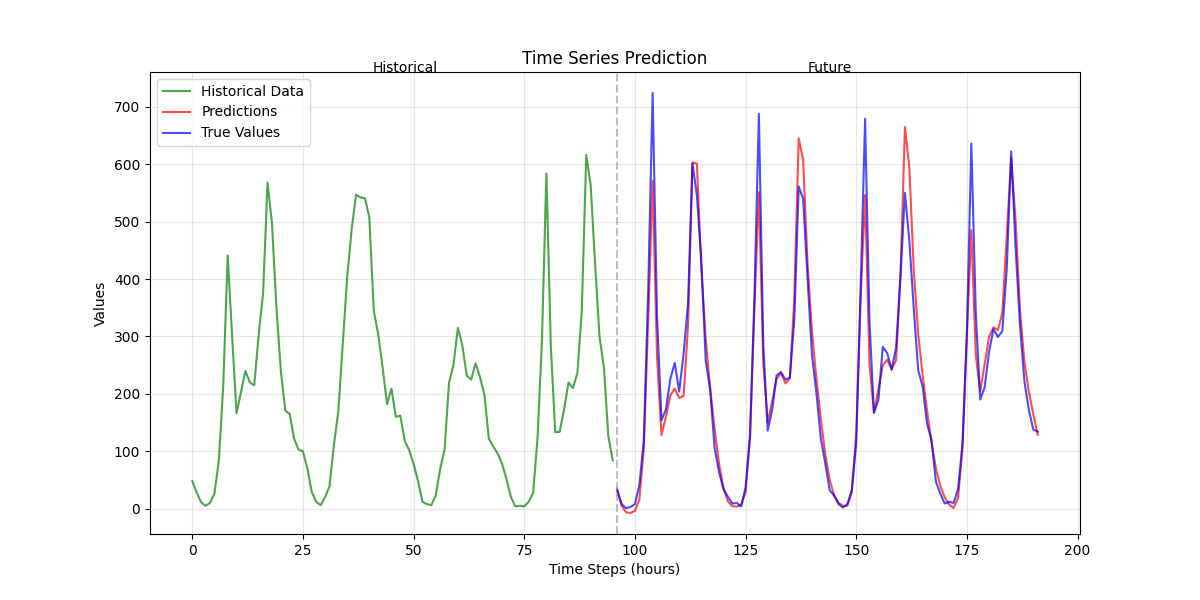 Time Series Prediction
Historical
Future
Historical Data
Predictions
True Values
Values
700
600
500
400
300
200
100
0
0
25
50
75
100
125
150
175
200
Time Steps (hours)